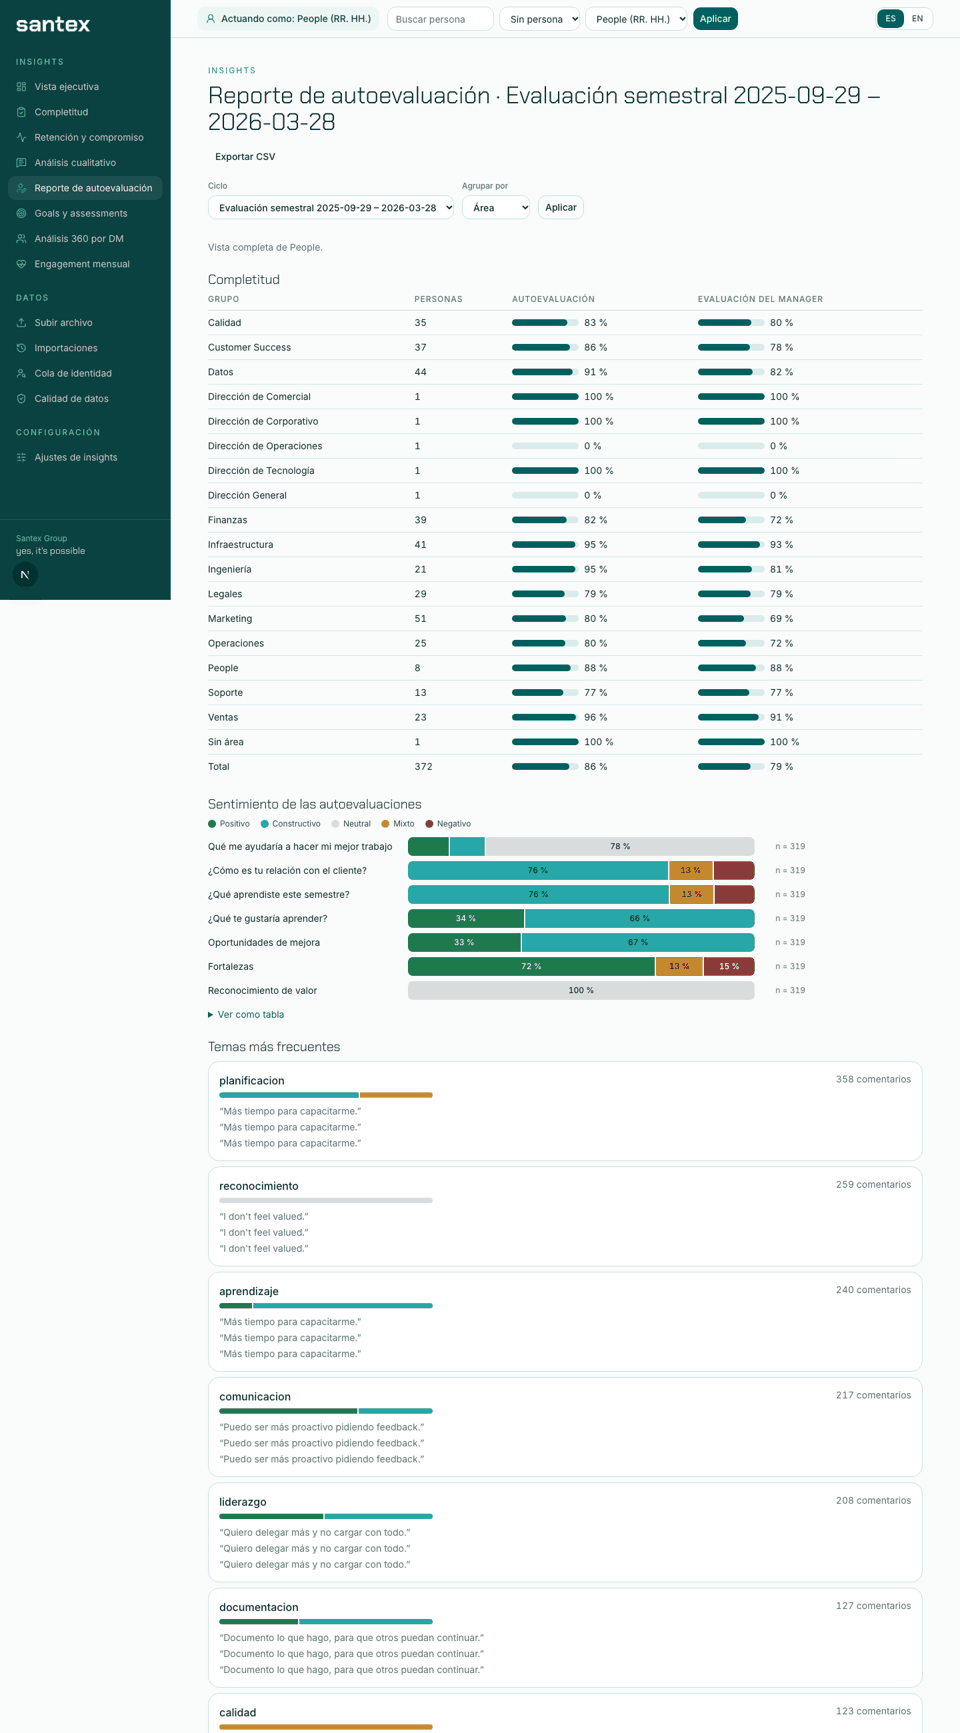 santex
INSIGHTS
Vista ejecutiva
Completitud
Retención y compromiso
Análisis cualitativo
Reporte de autoevaluación
Goals y assessments
Análisis 360 por DM
Engagement mensual
DATOS
Subir archivo
Importaciones
Cola de identidad
Calidad de datos
CONFIGURACIÓN
Ajustes de insights
Santex Group
yes, it's possible
N
Actuando como: People (RR. HH.)
Buscar persona
Sin persona
People (RR. HH.)
Aplicar
ES
EN
INSIGHTS
Reporte de autoevaluación · Evaluación semestral 2025-09-29 –
2026-03-28
Exportar CSV
Ciclo
Agrupar por
Evaluación semestral 2025-09-29 – 2026-03-28
Área
Aplicar
Vista completa de People.
Completitud
GRUPO PERSONAS AUTOEVALUACIÓN EVALUACIÓN DEL MANAGER
Calidad 35 83 % 80 %
Customer Success 37 86 % 78 %
Datos 44 91 % 82 %
Dirección de Comercial 1 100 % 100 %
Dirección de Corporativo 1 100 % 100 %
Dirección de Operaciones 1 0 % 0 %
Dirección de Tecnología 1 100 % 100 %
Dirección General 1 0 % 0 %
Finanzas 39 82 % 72 %
Infraestructura 41 95 % 93 %
Ingeniería 21 95 % 81 %
Legales 29 79 % 79 %
Marketing 51 80 % 69 %
Operaciones 25 80 % 72 %
People 8 88 % 88 %
Soporte 13 77 % 77 %
Ventas 23 96 % 91 %
Sin área 1 100 % 100 %
Total 372 86 % 79 %
Sentimiento de las autoevaluaciones
Positivo Constructivo Neutral Mixto Negativo
Qué me ayudaría a hacer mi mejor trabajo 78 % n = 319
¿Cómo es tu relación con el cliente? 76 % 13 % n = 319
¿Qué aprendiste este semestre? 76 % 13 % n = 319
¿Qué te gustaría aprender? 34 % 66 % n = 319
Oportunidades de mejora 33 % 67 % n = 319
Fortalezas 72 % 13 % 15 % n = 319
Reconocimiento de valor 100 % n = 319
Ver como tabla
Temas más frecuentes
planificacion 358 comentarios
“Más tiempo para capacitarme.”
“Más tiempo para capacitarme.”
“Más tiempo para capacitarme.”
reconocimiento 259 comentarios
“I don't feel valued.”
“I don't feel valued.”
“I don't feel valued.”
aprendizaje 240 comentarios
“Más tiempo para capacitarme.”
“Más tiempo para capacitarme.”
“Más tiempo para capacitarme.”
comunicacion 217 comentarios
“Puedo ser más proactivo pidiendo feedback.”
“Puedo ser más proactivo pidiendo feedback.”
“Puedo ser más proactivo pidiendo feedback.”
liderazgo 208 comentarios
“Quiero delegar más y no cargar con todo.”
“Quiero delegar más y no cargar con todo.”
“Quiero delegar más y no cargar con todo.”
documentacion 127 comentarios
“Documento lo que hago, para que otros puedan continuar.”
“Documento lo que hago, para que otros puedan continuar.”
“Documento lo que hago, para que otros puedan continuar.”
calidad 123 comentarios